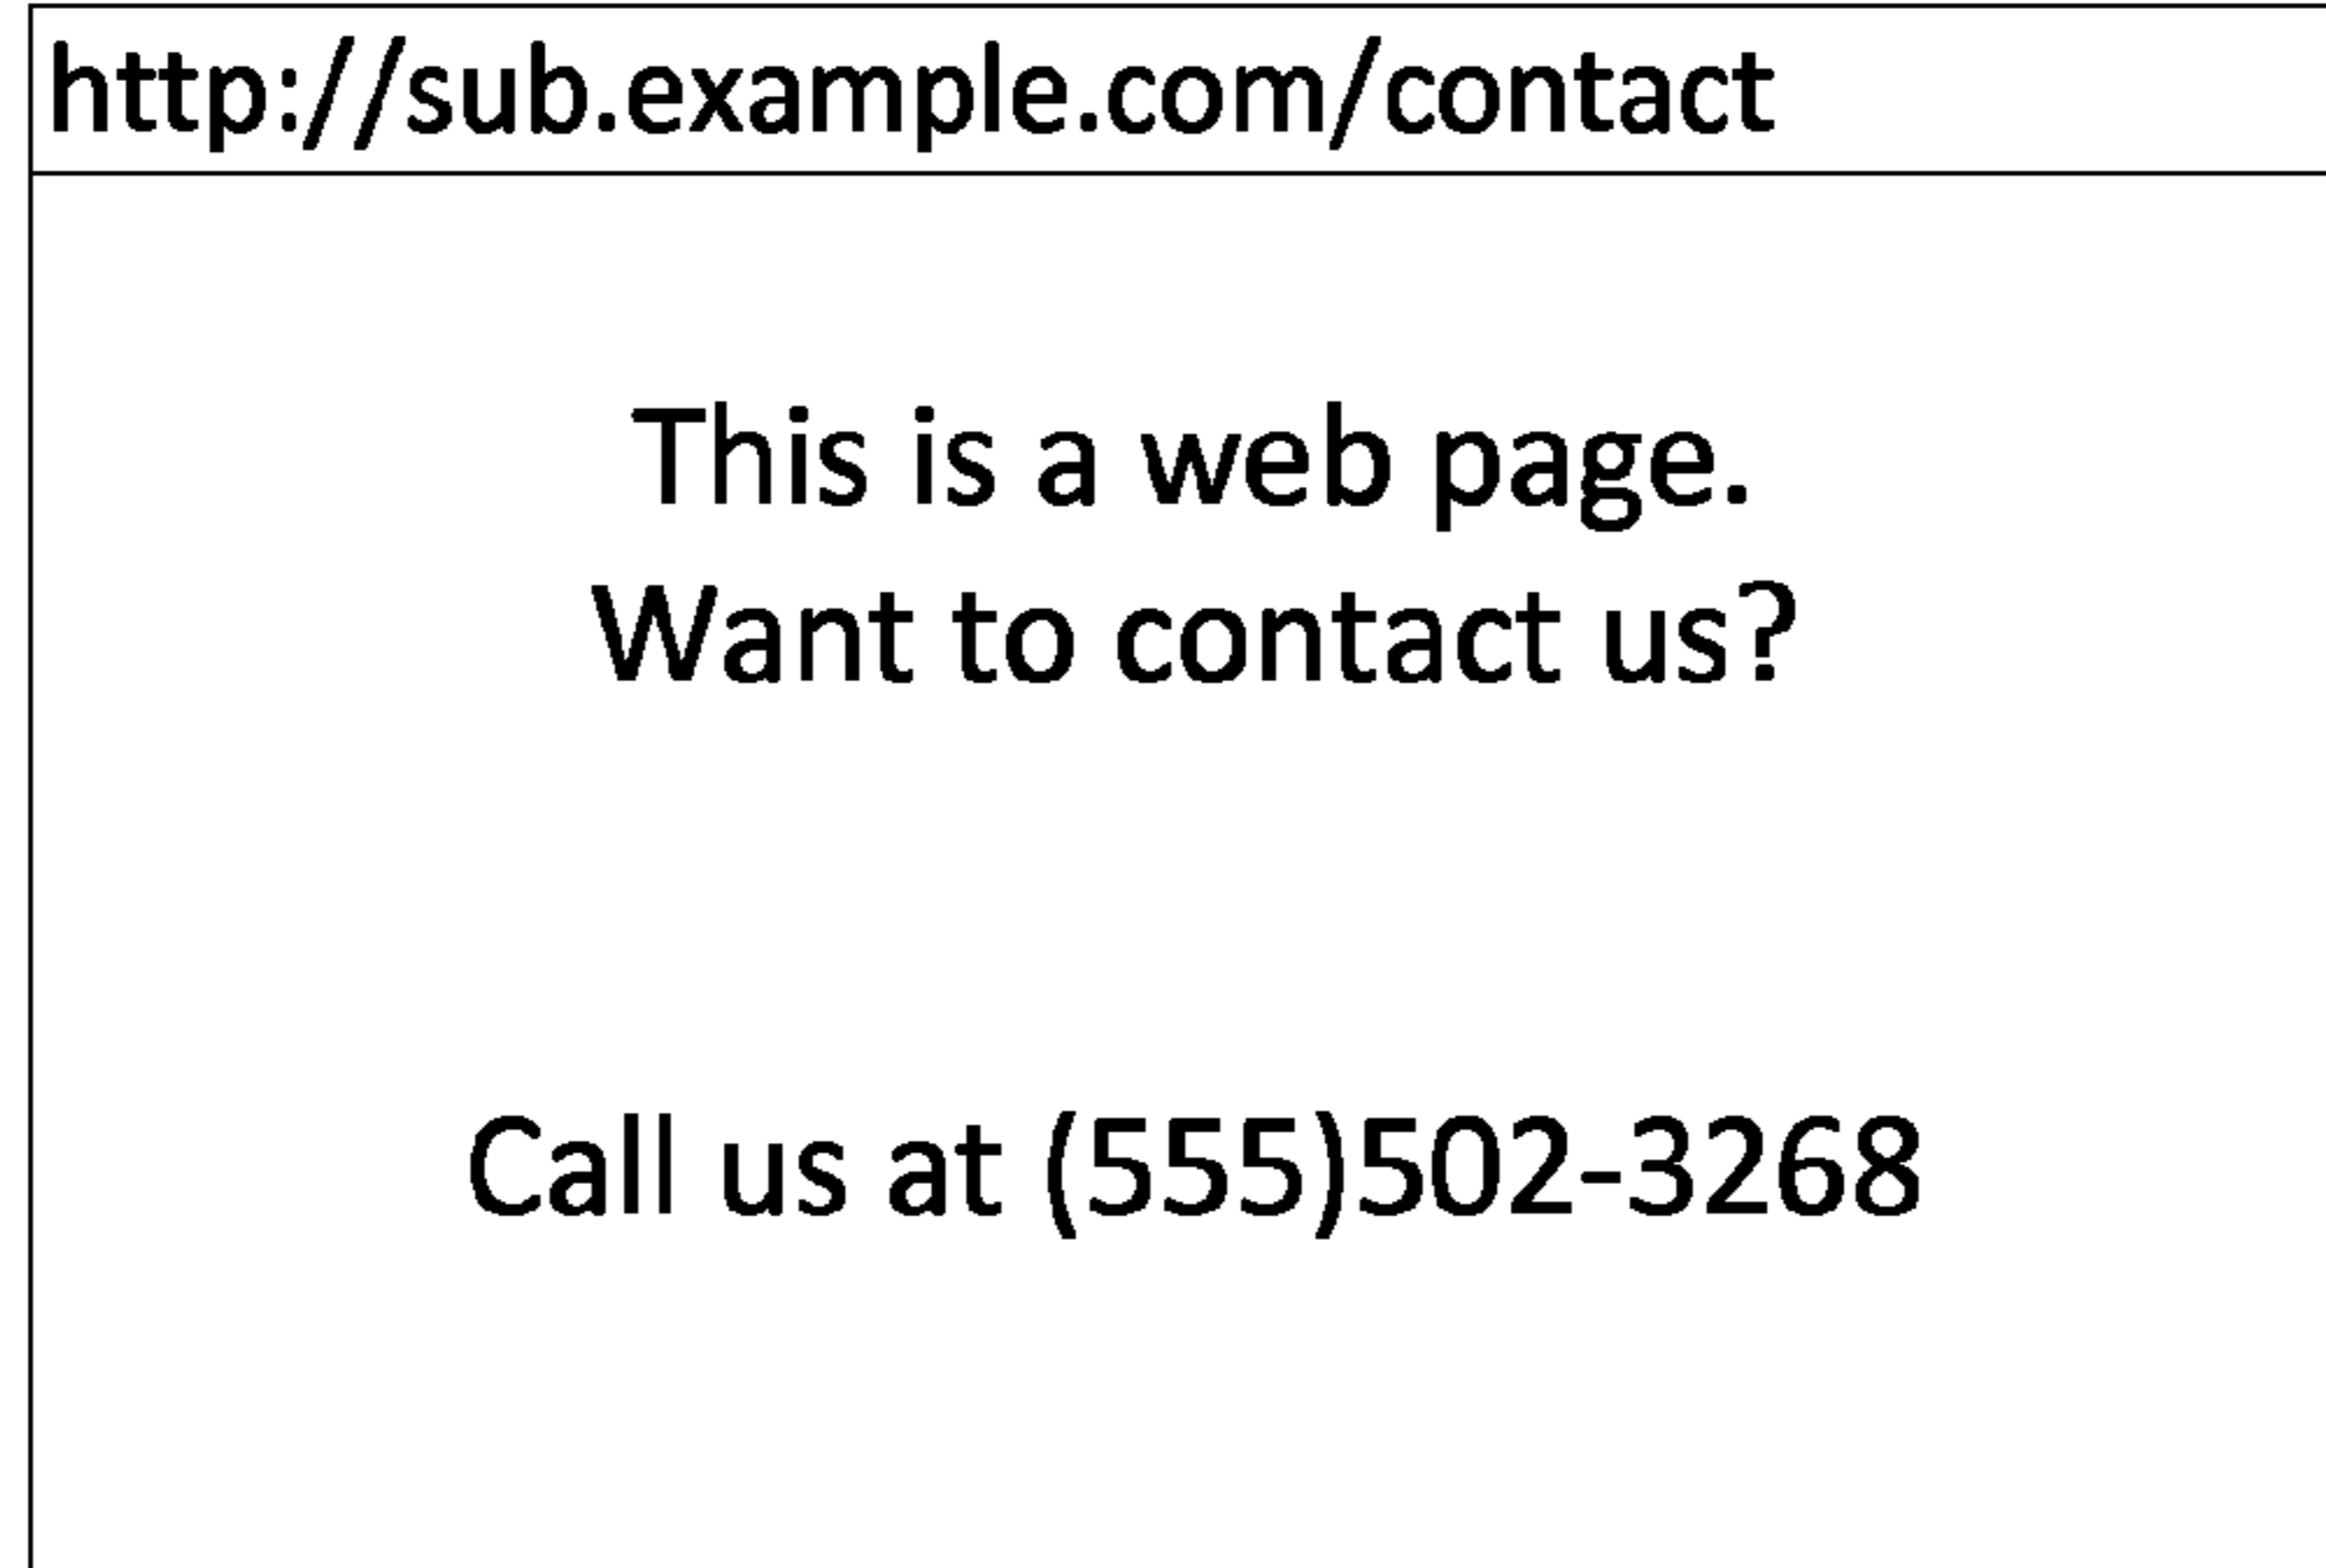 http://sub.example.com/contact
This is a web page.
Want to contact us?
Call us at (555)502-3268